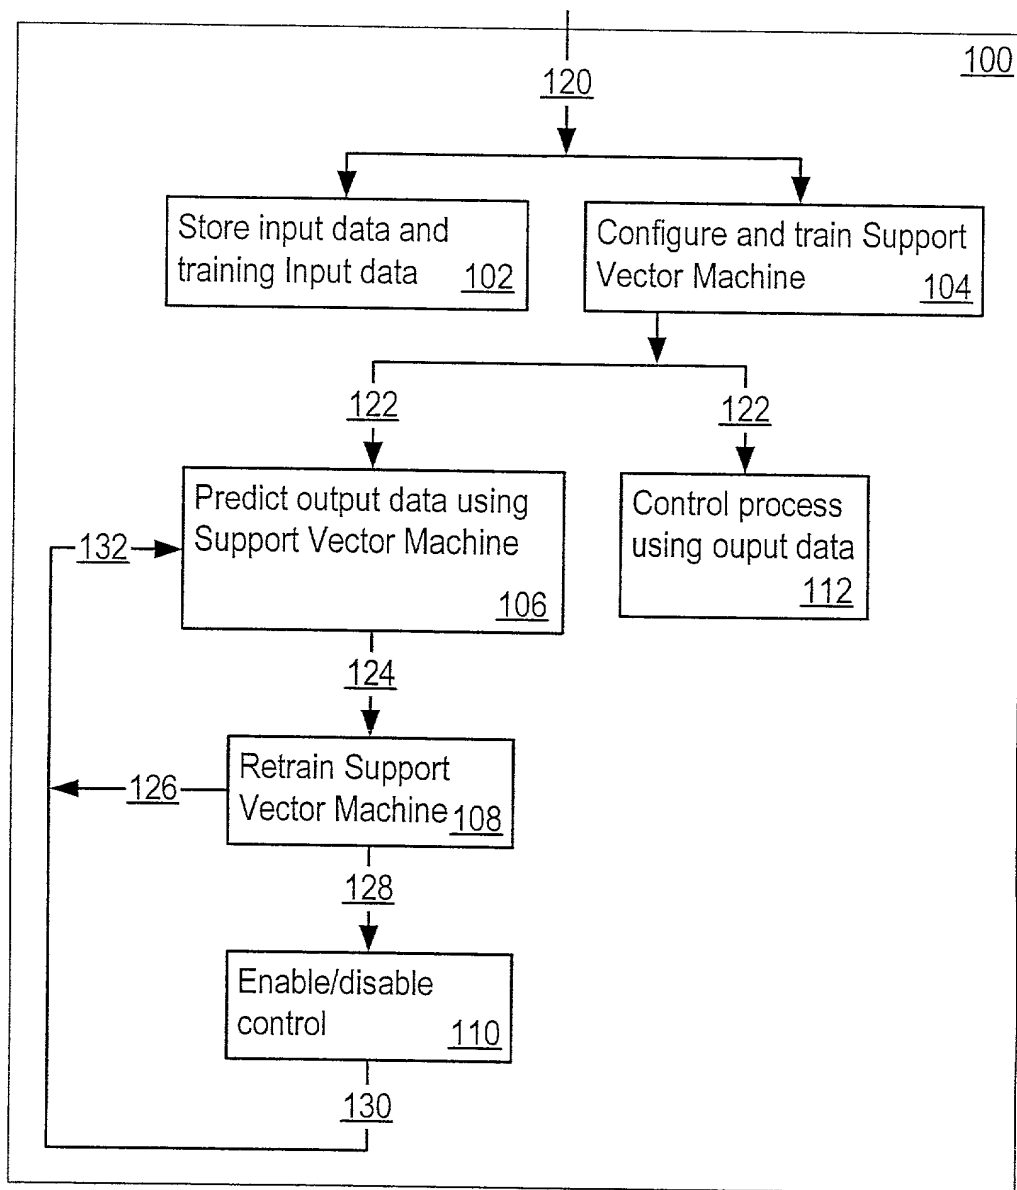 100
120
Store input data and
training Input data
102
Configure and train Support
Vector Machine
104
122
122
Predict output data using
Support Vector Machine
106
Control process
using ouput data
112
132
124
Retrain Support
Vector Machine
108
126
128
Enable/disable
control
110
130